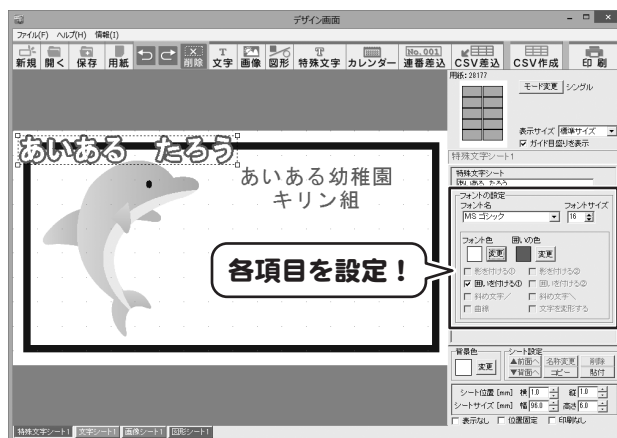 デザイン画面
ファイル(F) ヘルプ(H) 情報(I)
新規 開く 保存 用紙 削除 文字 画像 図形 特殊文字 カレンダー 連番差込 CSV差込 CSV作成 印刷
No.001
用紙:28177
モード変更 シングル
表示サイズ 標準サイズ
ガイド目盛りを表示
特殊文字シート1
特殊文字シート
あいある たろう
あいある幼稚園
キリン組
各項目を設定！
フォントの設定
フォント名 フォントサイズ
MS ゴシック 16
フォント色 囲いの色
変更 変更
影を付ける① 影を付ける②
囲いを付ける① 囲いを付ける②
斜め文字／ 斜め文字＼
曲線 文字を変形する
背景色 シート設定
変更 ▲前面へ 名称変更 削除
▼背面へ コピー 貼付
シート位置 [mm] 横 1.0 縦 1.0
シートサイズ [mm] 幅 96.0 高さ 6.0
表示なし 位置固定 印刷なし
特殊文字シート1 文字シート1 画像シート1 図形シート1